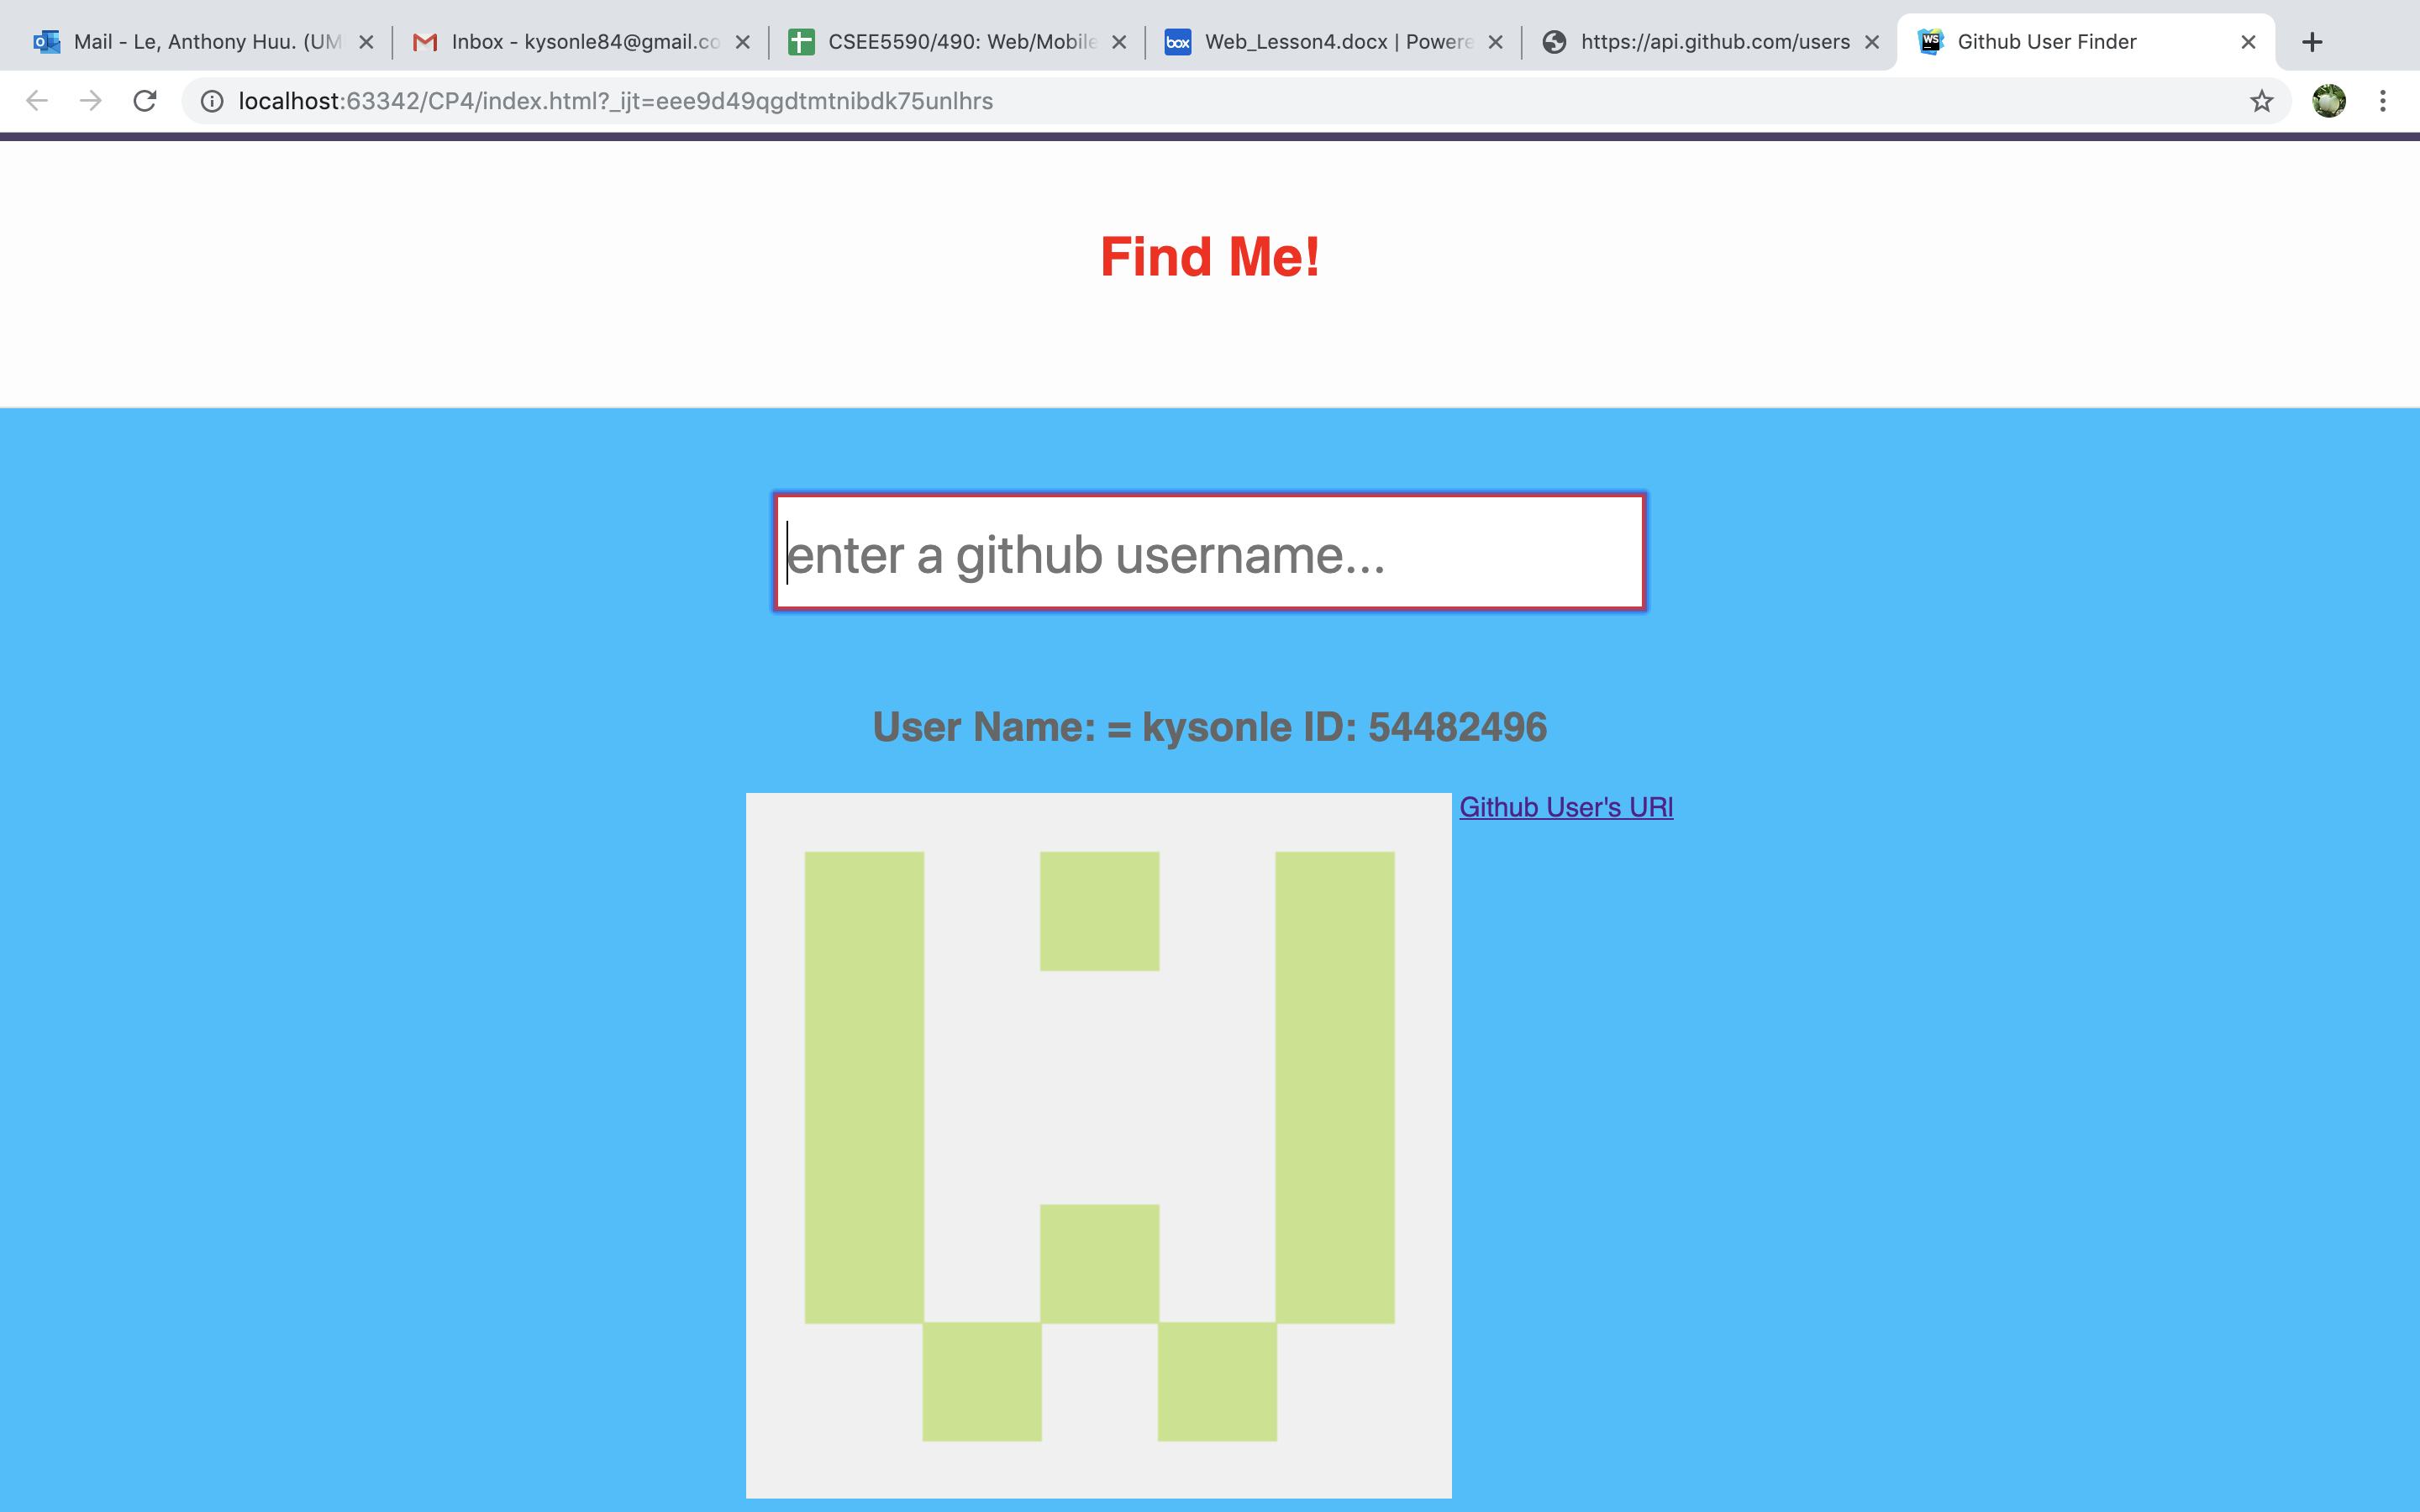 Mail - Le, Anthony Huu. (UM
Inbox - kysonle84@gmail.co
CSEE5590/490: Web/Mobile
box
Web_Lesson4.docx | Powere
https://api.github.com/users
WS
Github User Finder
localhost:63342/CP4/index.html?_ijt=eee9d49qgdtmtnibdk75unlhrs
Find Me!
enter a github username...
User Name: = kysonle ID: 54482496
Github User's URl